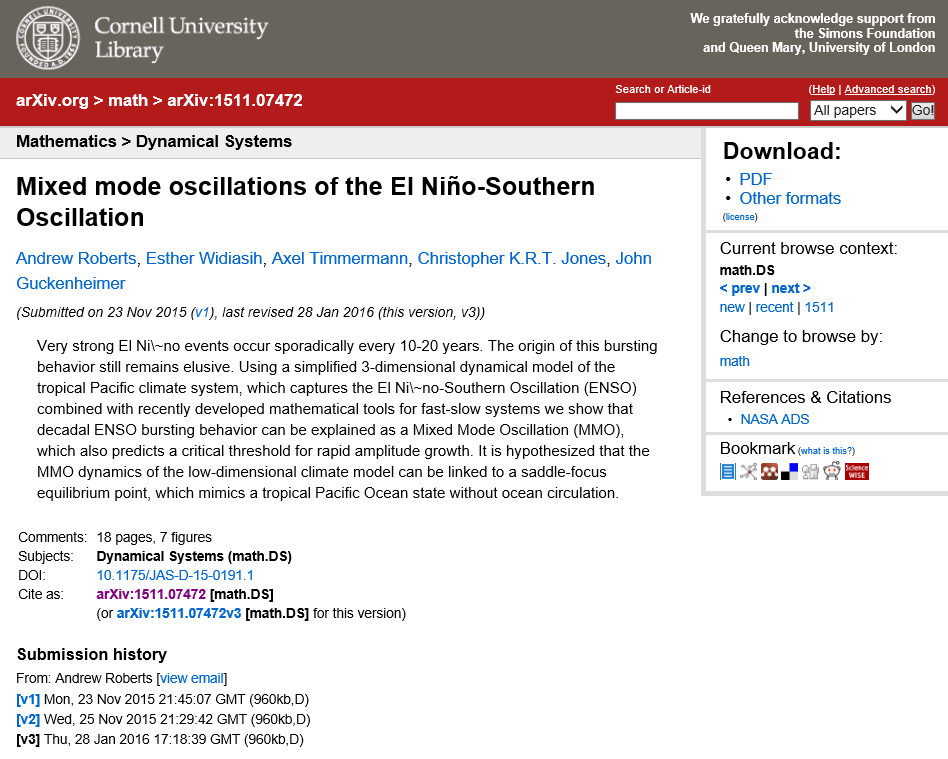 Cornell University
Library
We gratefully acknowledge support from
the Simons Foundation
and Queen Mary, University of London
arXiv.org > math > arXiv:1511.07472
Search or Article-id
(Help | Advanced search)
All papers
Go!
Mathematics > Dynamical Systems
Mixed mode oscillations of the El Niño-Southern
Oscillation
Andrew Roberts, Esther Widiasih, Axel Timmermann, Christopher K.R.T. Jones, John
Guckenheimer
(Submitted on 23 Nov 2015 (v1), last revised 28 Jan 2016 (this version, v3))
Very strong El Ni\~no events occur sporadically every 10-20 years. The origin of this bursting
behavior still remains elusive. Using a simplified 3-dimensional dynamical model of the
tropical Pacific climate system, which captures the El Ni\~no-Southern Oscillation (ENSO)
combined with recently developed mathematical tools for fast-slow systems we show that
decadal ENSO bursting behavior can be explained as a Mixed Mode Oscillation (MMO),
which also predicts a critical threshold for rapid amplitude growth. It is hypothesized that the
MMO dynamics of the low-dimensional climate model can be linked to a saddle-focus
equilibrium point, which mimics a tropical Pacific Ocean state without ocean circulation.
Comments: 18 pages, 7 figures
Subjects: Dynamical Systems (math.DS)
DOI: 10.1175/JAS-D-15-0191.1
Cite as: arXiv:1511.07472 [math.DS]
(or arXiv:1511.07472v3 [math.DS] for this version)
Submission history
From: Andrew Roberts [view email]
[v1] Mon, 23 Nov 2015 21:45:07 GMT (960kb,D)
[v2] Wed, 25 Nov 2015 21:29:42 GMT (960kb,D)
[v3] Thu, 28 Jan 2016 17:18:39 GMT (960kb,D)
Download:
• PDF
• Other formats
(license)
Current browse context:
math.DS
< prev | next >
new | recent | 1511
Change to browse by:
math
References & Citations
• NASA ADS
Bookmark (what is this?)
Science
WISE